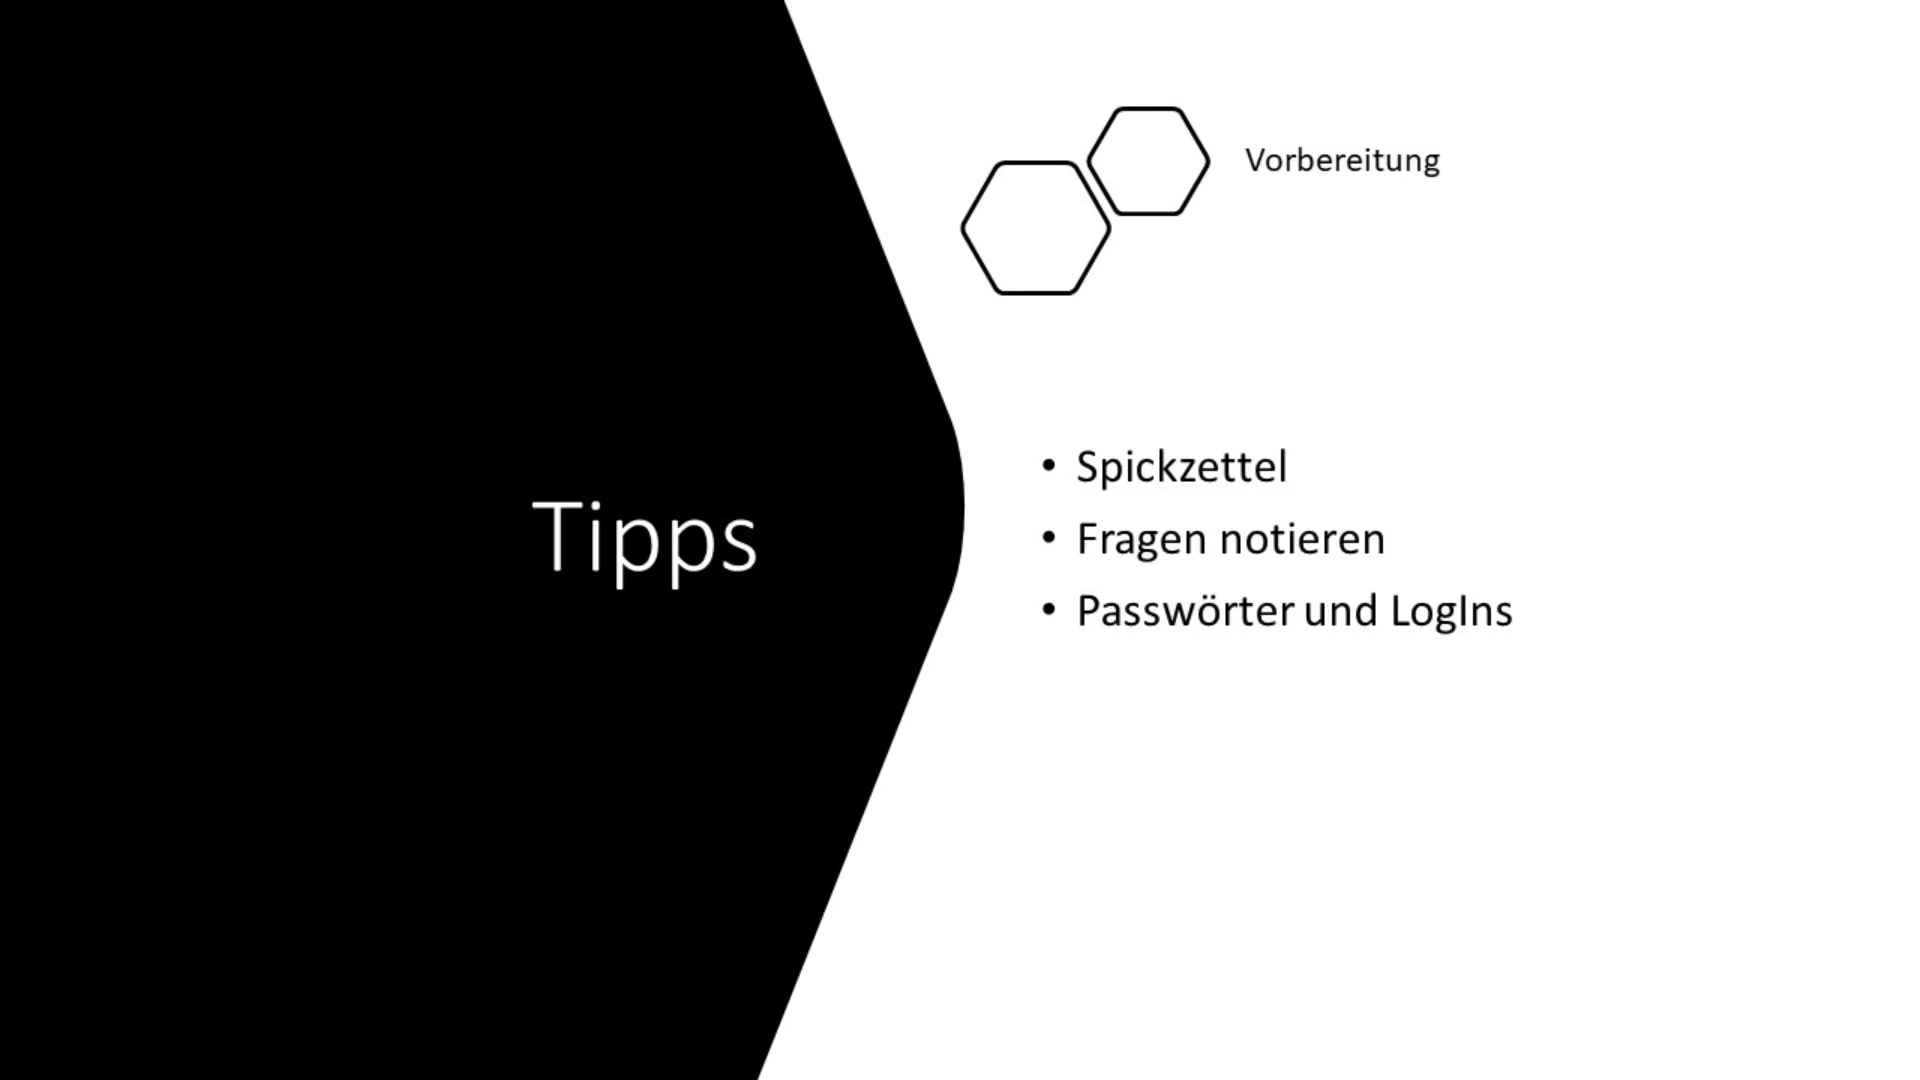 Vorbereitung
Tipps
Spickzettel
Fragen notieren
Passwörter und LogIns